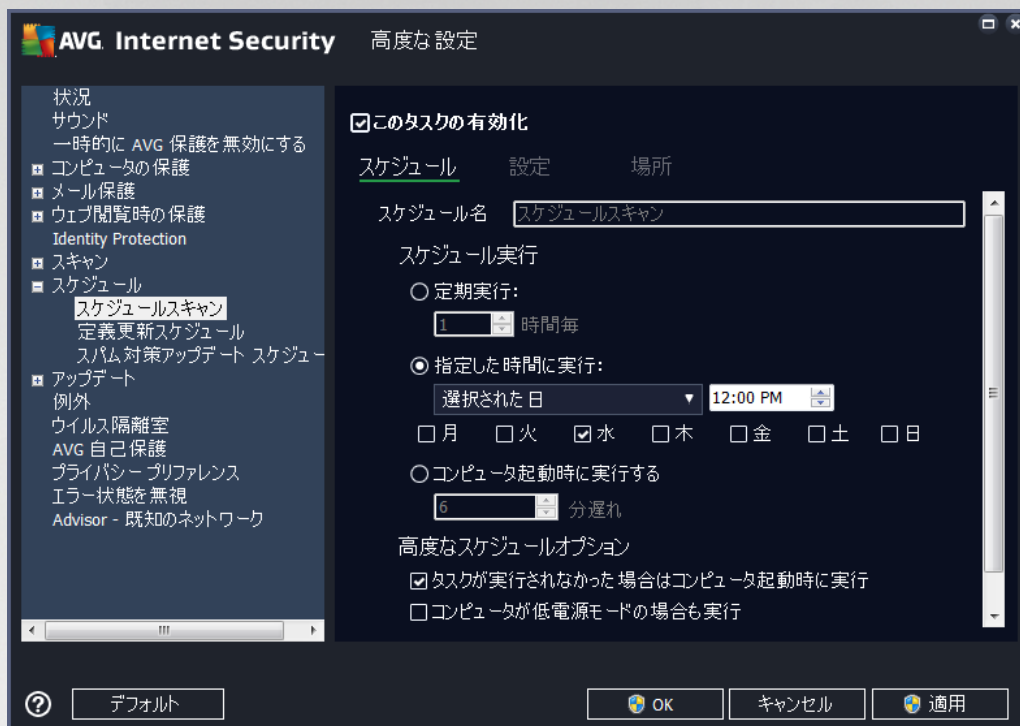 AVG. Internet Security 高度な設定
状況
サウンド
一時的に AVG 保護を無効にする
コンピュータの保護
メール保護
ウェブ閲覧時の保護
Identity Protection
スキャン
スケジュール
スケジュールスキャン
定義更新スケジュール
スパム対策アップデート スケジュー
アップデート
例外
ウイルス隔離室
AVG 自己保護
プライバシー プリファレンス
エラー状態を無視
Advisor - 既知のネットワーク
このタスクの有効化
スケジュール 設定 場所
スケジュール名 スケジュールスキャン
スケジュール実行
定期実行:
1 時間毎
指定した時間に実行:
選択された日 12:00 PM
月 火 水 木 金 土 日
コンピュータ起動時に実行する
6 分遅れ
高度なスケジュールオプション
タスクが実行されなかった場合はコンピュータ起動時に実行
コンピュータが低電源モードの場合も実行
? デフォルト OK キャンセル 適用